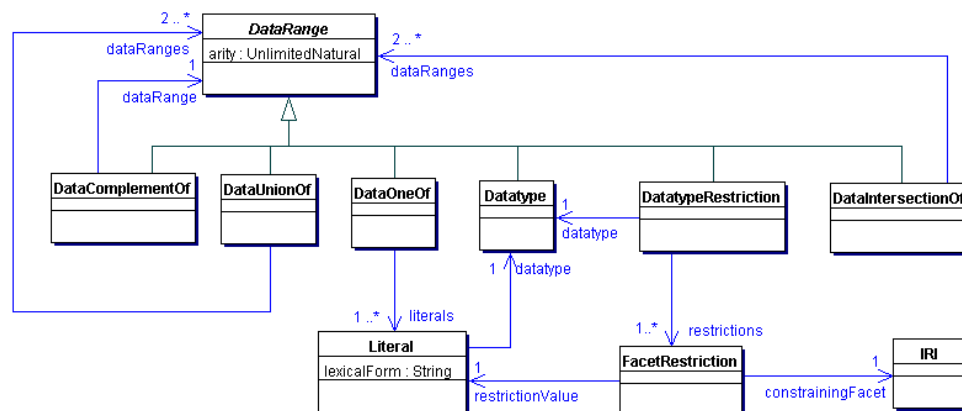 2 .. *
dataRanges
DataRange
arity : UnlimitedNatural
2 .. *
dataRanges
1
dataRange
DataComplementOf
DataUnionOf
DataOneOf
Datatype
DatatypeRestriction
DataIntersectionOf
1
datatype
1
datatype
1 ..*
literals
1..*
restrictions
Literal
lexicalForm : String
1
restrictionValue
FacetRestriction
1
constrainingFacet
IRI